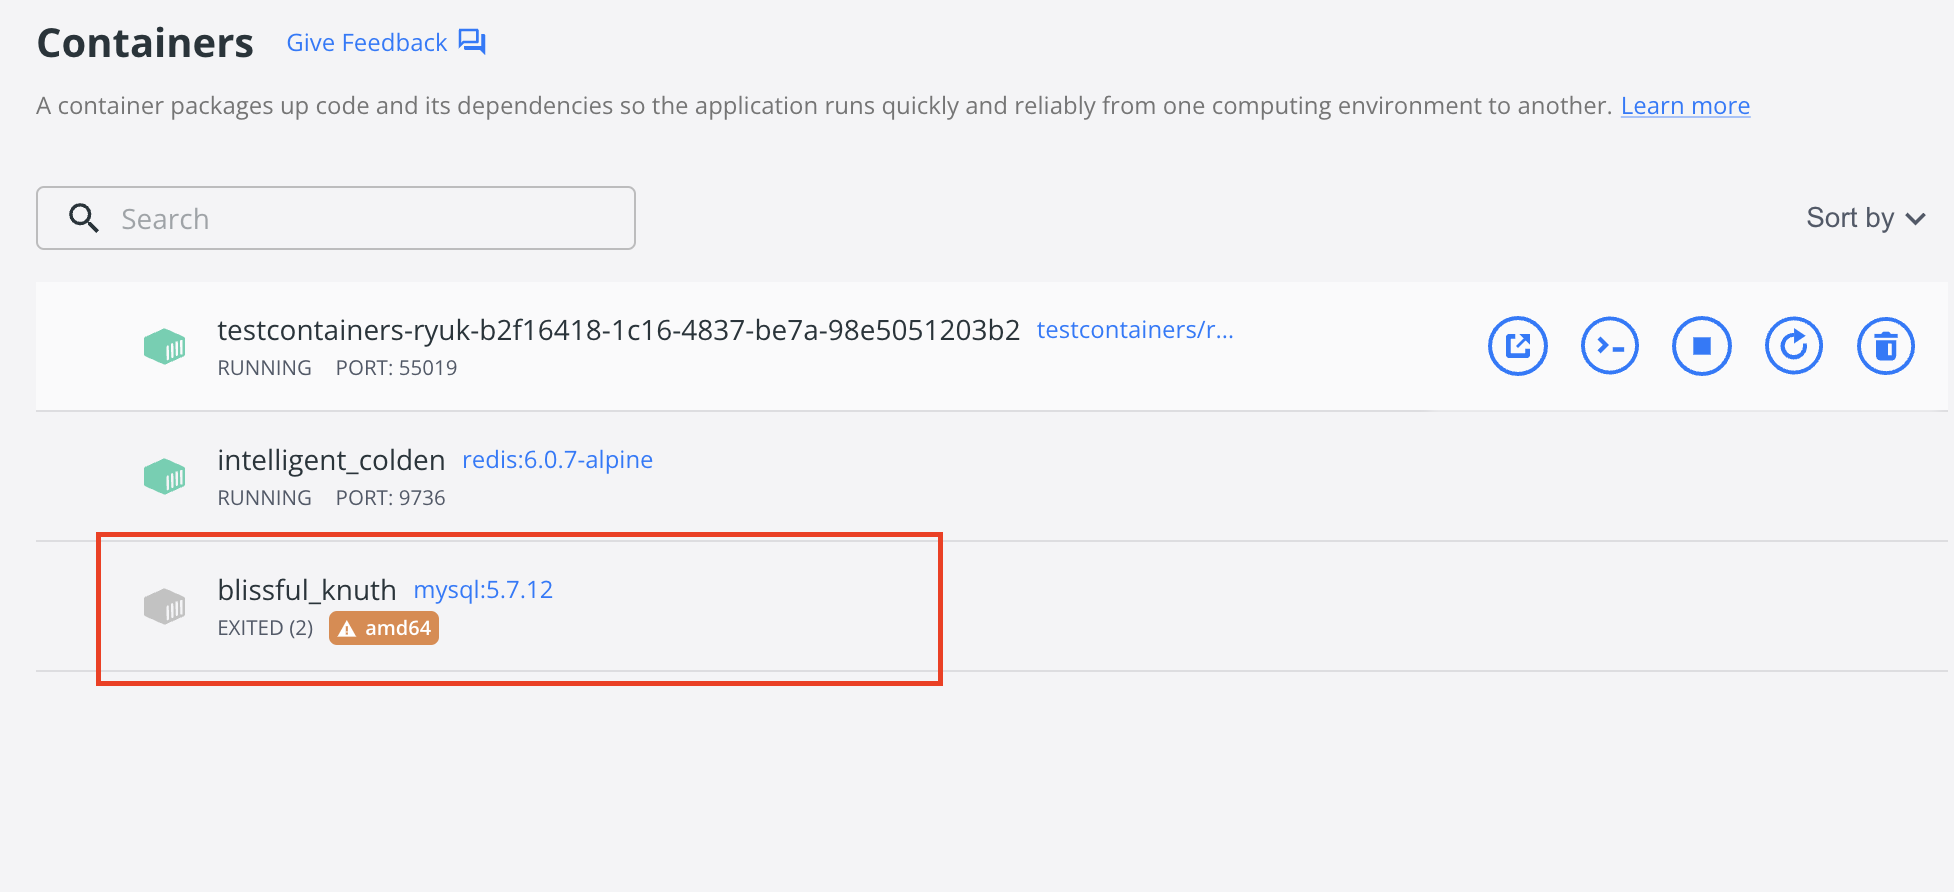 Containers Give Feedback
A container packages up code and its dependencies so the application runs quickly and reliably from one computing environment to another. Learn more
Search
Sort by
testcontainers-ryuk-b2f16418-1c16-4837-be7a-98e5051203b2 testcontainers/r...
RUNNING PORT: 55019
intelligent_colden redis:6.0.7-alpine
RUNNING PORT: 9736
blissful_knuth mysql:5.7.12
EXITED (2) amd64